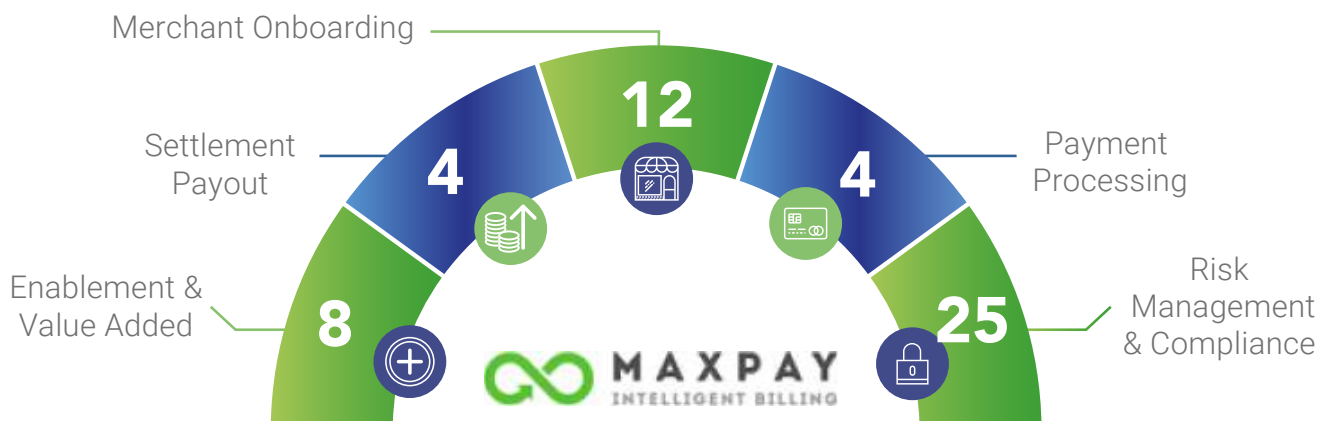 Merchant Onboarding
12
Settlement
Payout
4
4
Payment
Processing
Enablement &
Value Added
8
25
Risk
Management
& Compliance
0
MAXPAY
INTELLIGENT BILLING